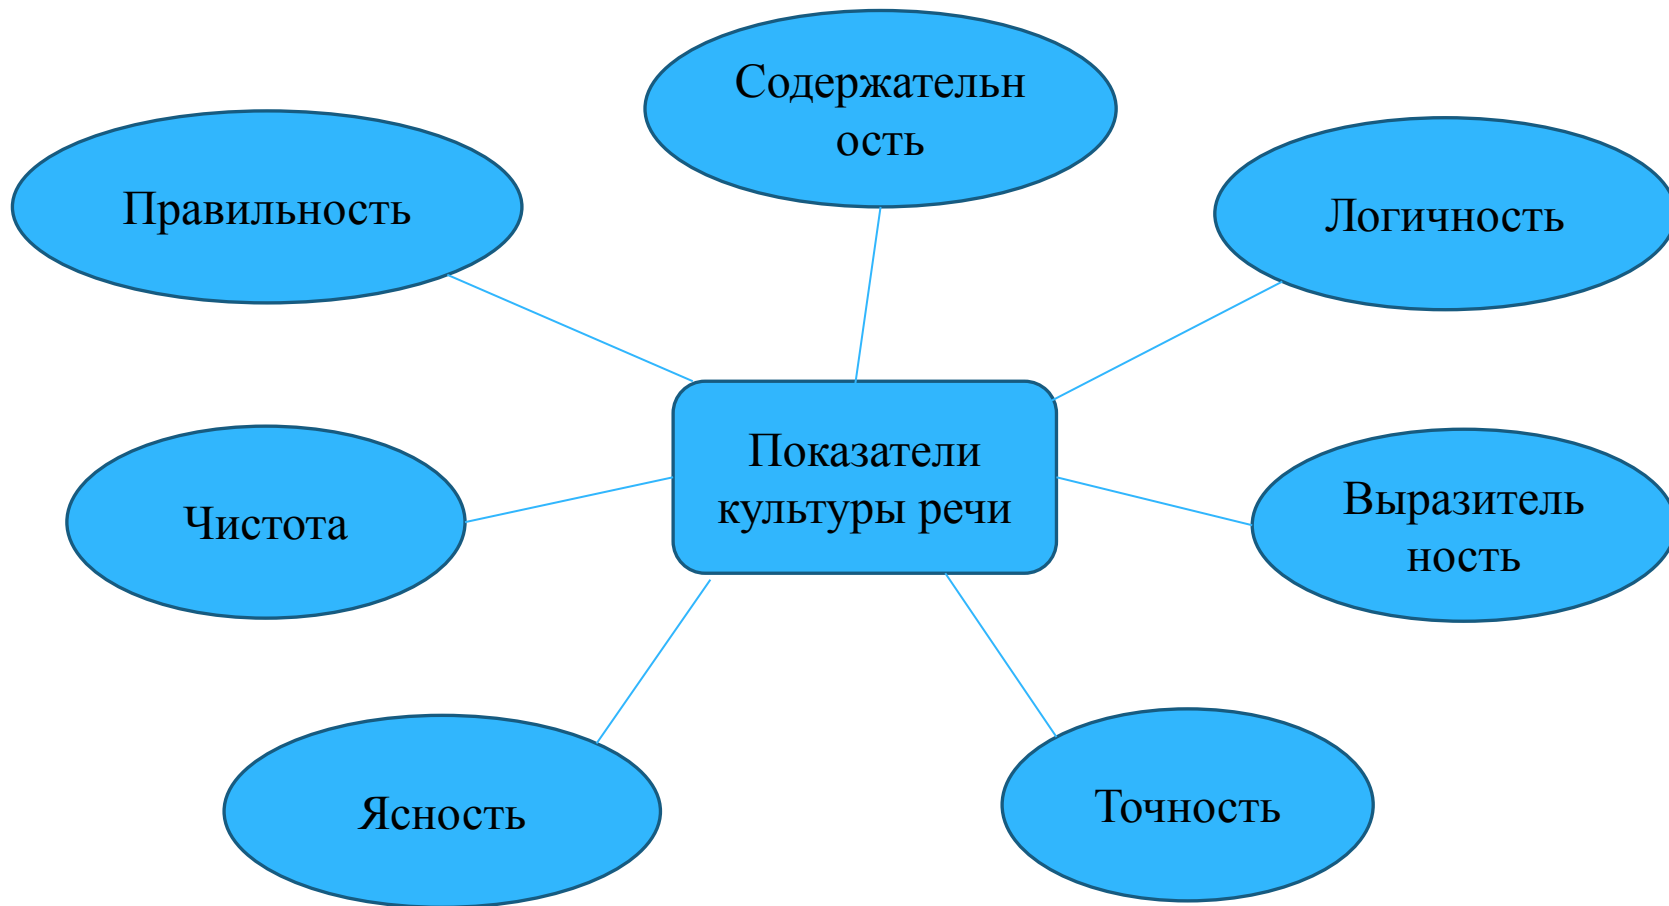 Содержательн
ость
Правильность
Логичность
Показатели
культуры речи
Чистота
Выразитель
ность
Ясность
Точность